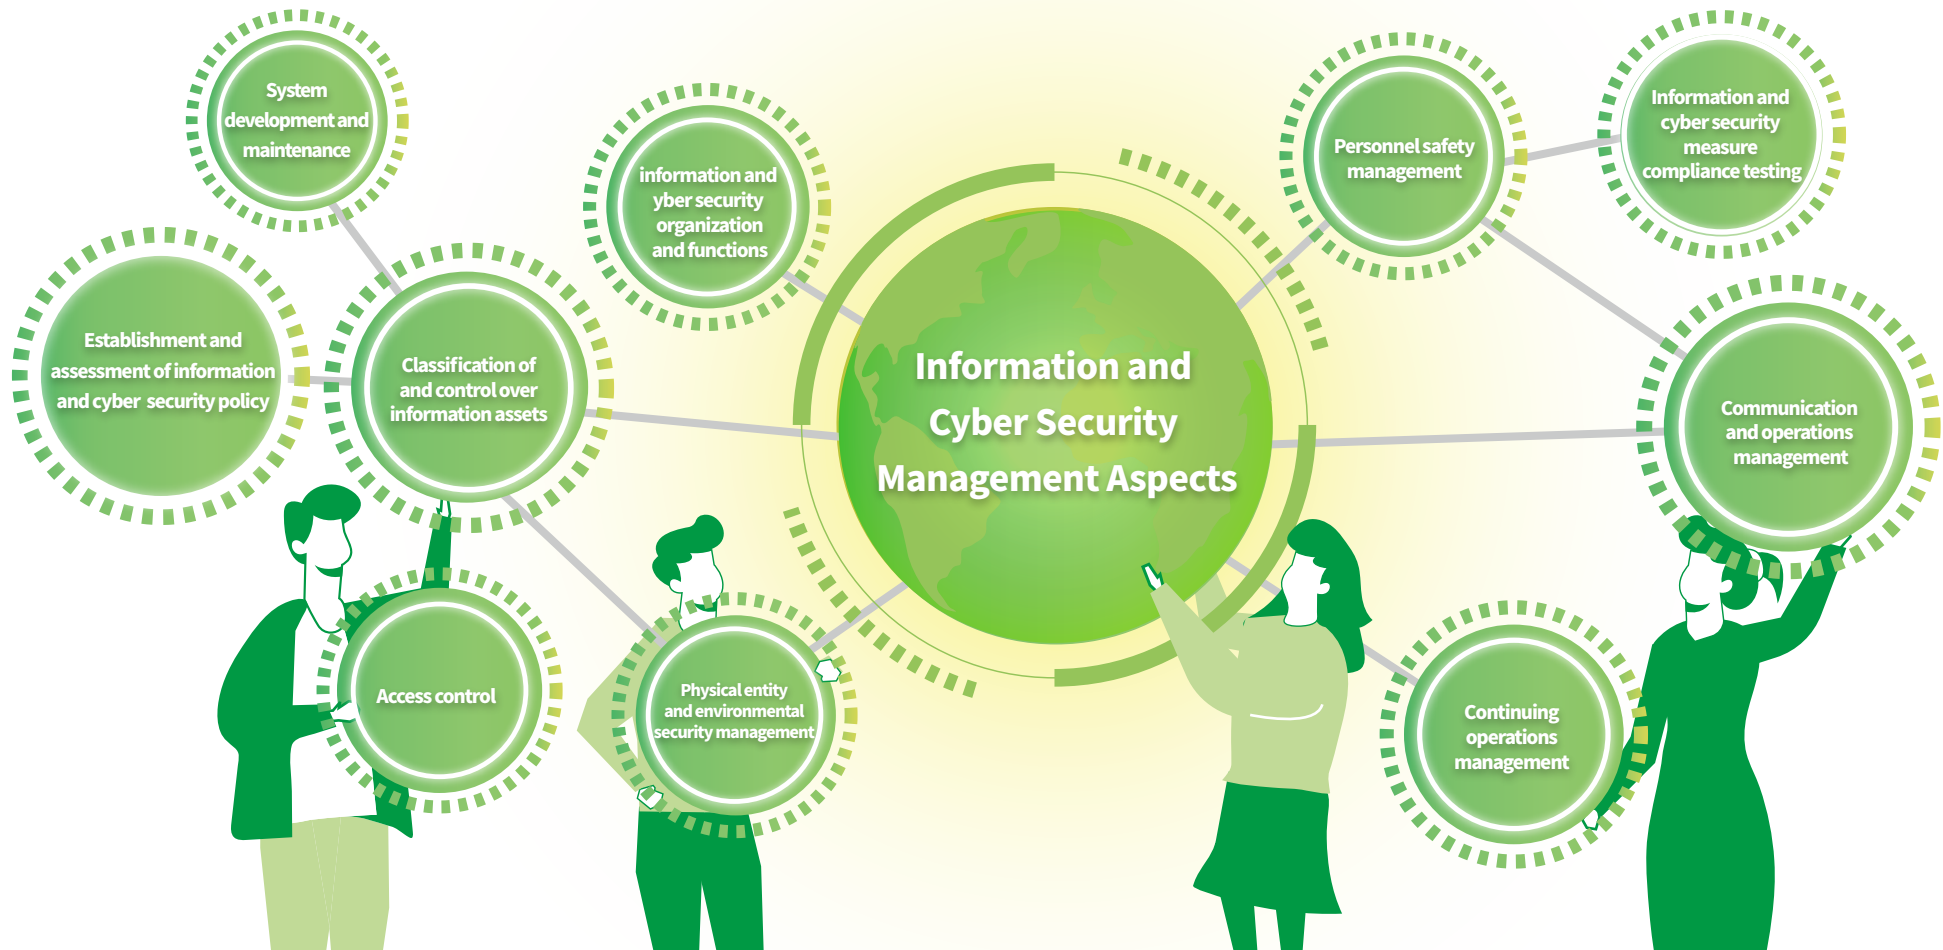 System
development and
maintenance
Establishment and
assessment of information
and cyber security policy
Classification of
and control over
information assets
information and
yber security
organization
and functions
Access control
Physical entity
and environmental
security management
Information and
Cyber Security
Management Aspects
Personnel safety
management
Information and
cyber security
measure
compliance testing
Communication
and operations
management
Continuing
operations
management